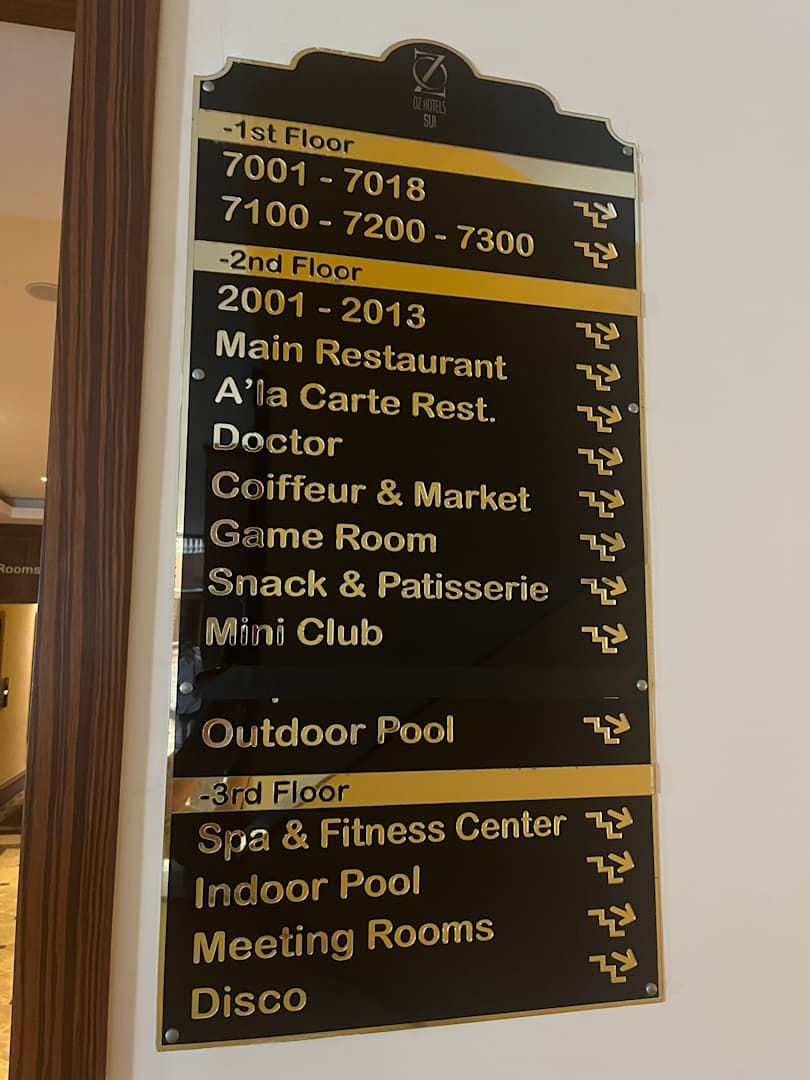 OZ HOTELS
SUI
-1st Floor
7001 - 7018
7100 - 7200 - 7300
-2nd Floor
2001 - 2013
Main Restaurant
A'la Carte Rest.
Doctor
Coiffeur & Market
Game Room
Snack & Patisserie
Mini Club
Outdoor Pool
-3rd Floor
Spa & Fitness Center
Indoor Pool
Meeting Rooms
Disco
Rooms